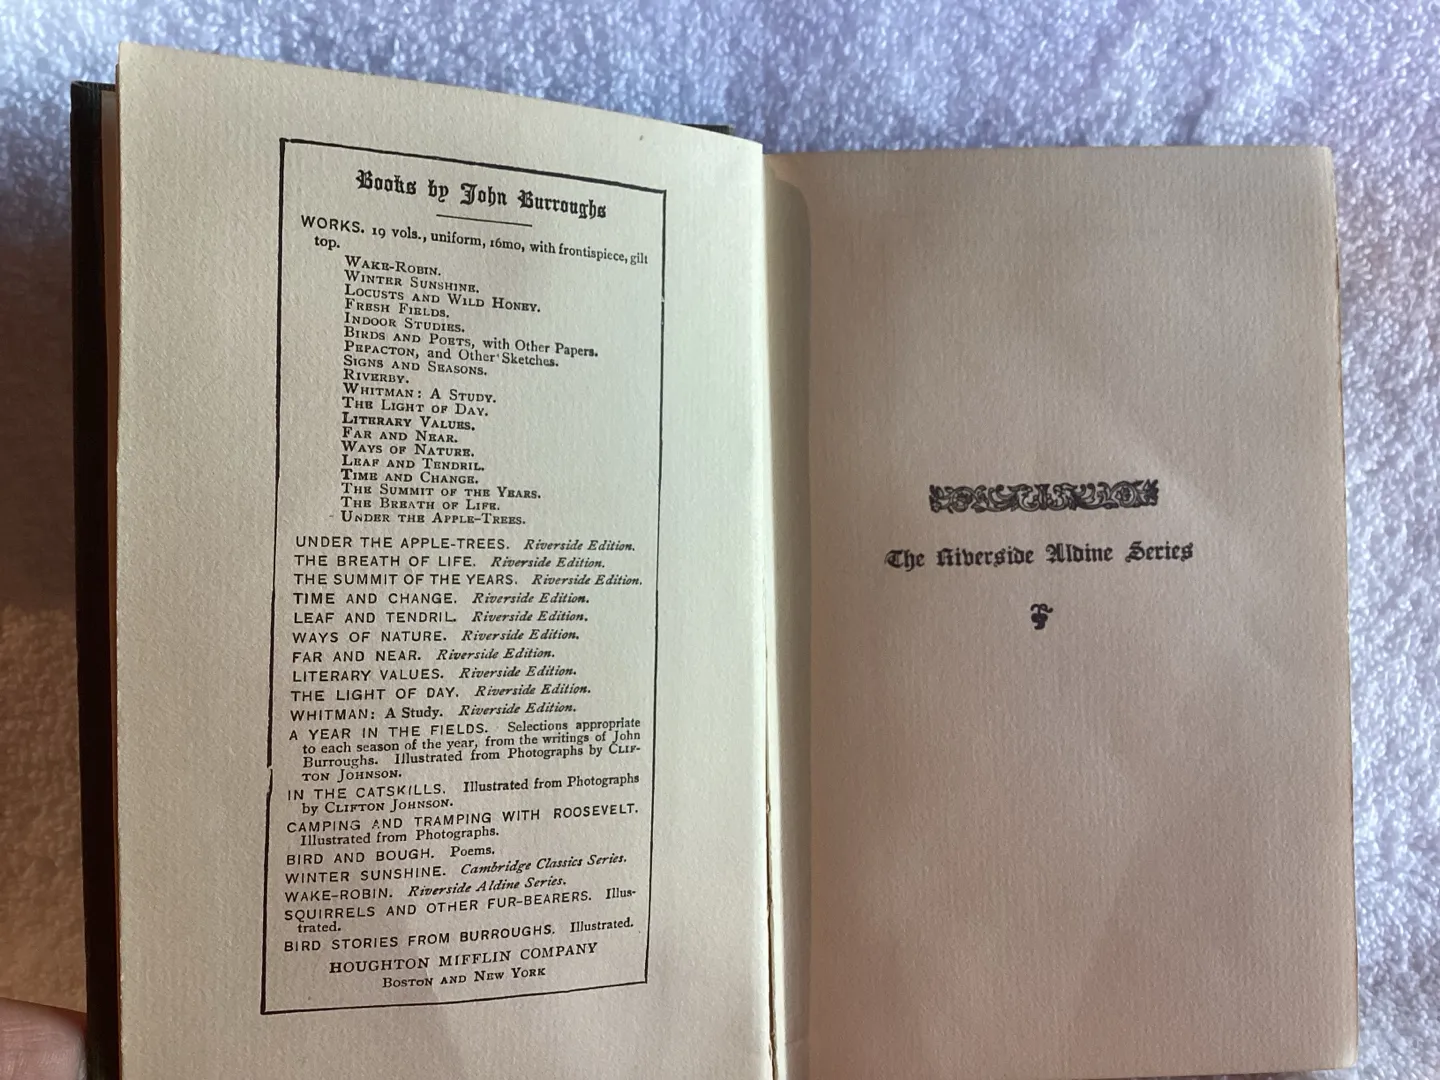 Books by John Burroughs
WORKS. 19 vols., uniform, 16mo, with frontispiece, gilt
top.
WAKE-ROBIN.
WINTER SUNSHINE.
LOCUSTS AND WILD HONEY.
FRESH FIELDS.
INDOOR STUDIES.
BIRDS AND POETS, with Other Papers.
PEPACTON, and Other Sketches.
SIGNS AND SEASONS.
RIVERBY.
WHITMAN: A STUDY.
THE LIGHT OF DAY.
LITERARY VALUES.
FAR AND NEAR.
WAYS OF NATURE.
LEAF AND TENDRIL.
TIME AND CHANGE.
THE SUMMIT OF THE YEARS.
THE BREATH OF LIFE.
UNDER THE APPLE-TREES.
UNDER THE APPLE-TREES. Riverside Edition.
THE BREATH OF LIFE. Riverside Edition.
THE SUMMIT OF THE YEARS. Riverside Edition.
TIME AND CHANGE. Riverside Edition.
LEAF AND TENDRIL. Riverside Edition.
WAYS OF NATURE. Riverside Edition.
FAR AND NEAR. Riverside Edition.
LITERARY VALUES. Riverside Edition.
THE LIGHT OF DAY. Riverside Edition.
WHITMAN: A Study. Riverside Edition.
A YEAR IN THE FIELDS. Selections appropriate
to each season of the year, from the writings of John
Burroughs. Illustrated from Photographs by CLIF-
TON JOHNSON.
IN THE CATSKILLS. Illustrated from Photographs
by CLIFTON JOHNSON.
CAMPING AND TRAMPING WITH ROOSEVELT.
Illustrated from Photographs.
BIRD AND BOUGH. Poems.
WINTER SUNSHINE. Cambridge Classics Series.
WAKE-ROBIN. Riverside Aldine Series.
SQUIRRELS AND OTHER FUR-BEARERS. Illus-
trated.
BIRD STORIES FROM BURROUGHS. Illustrated.
HOUGHTON MIFFLIN COMPANY
BOSTON AND NEW YORK
The Riverside Aldine Series